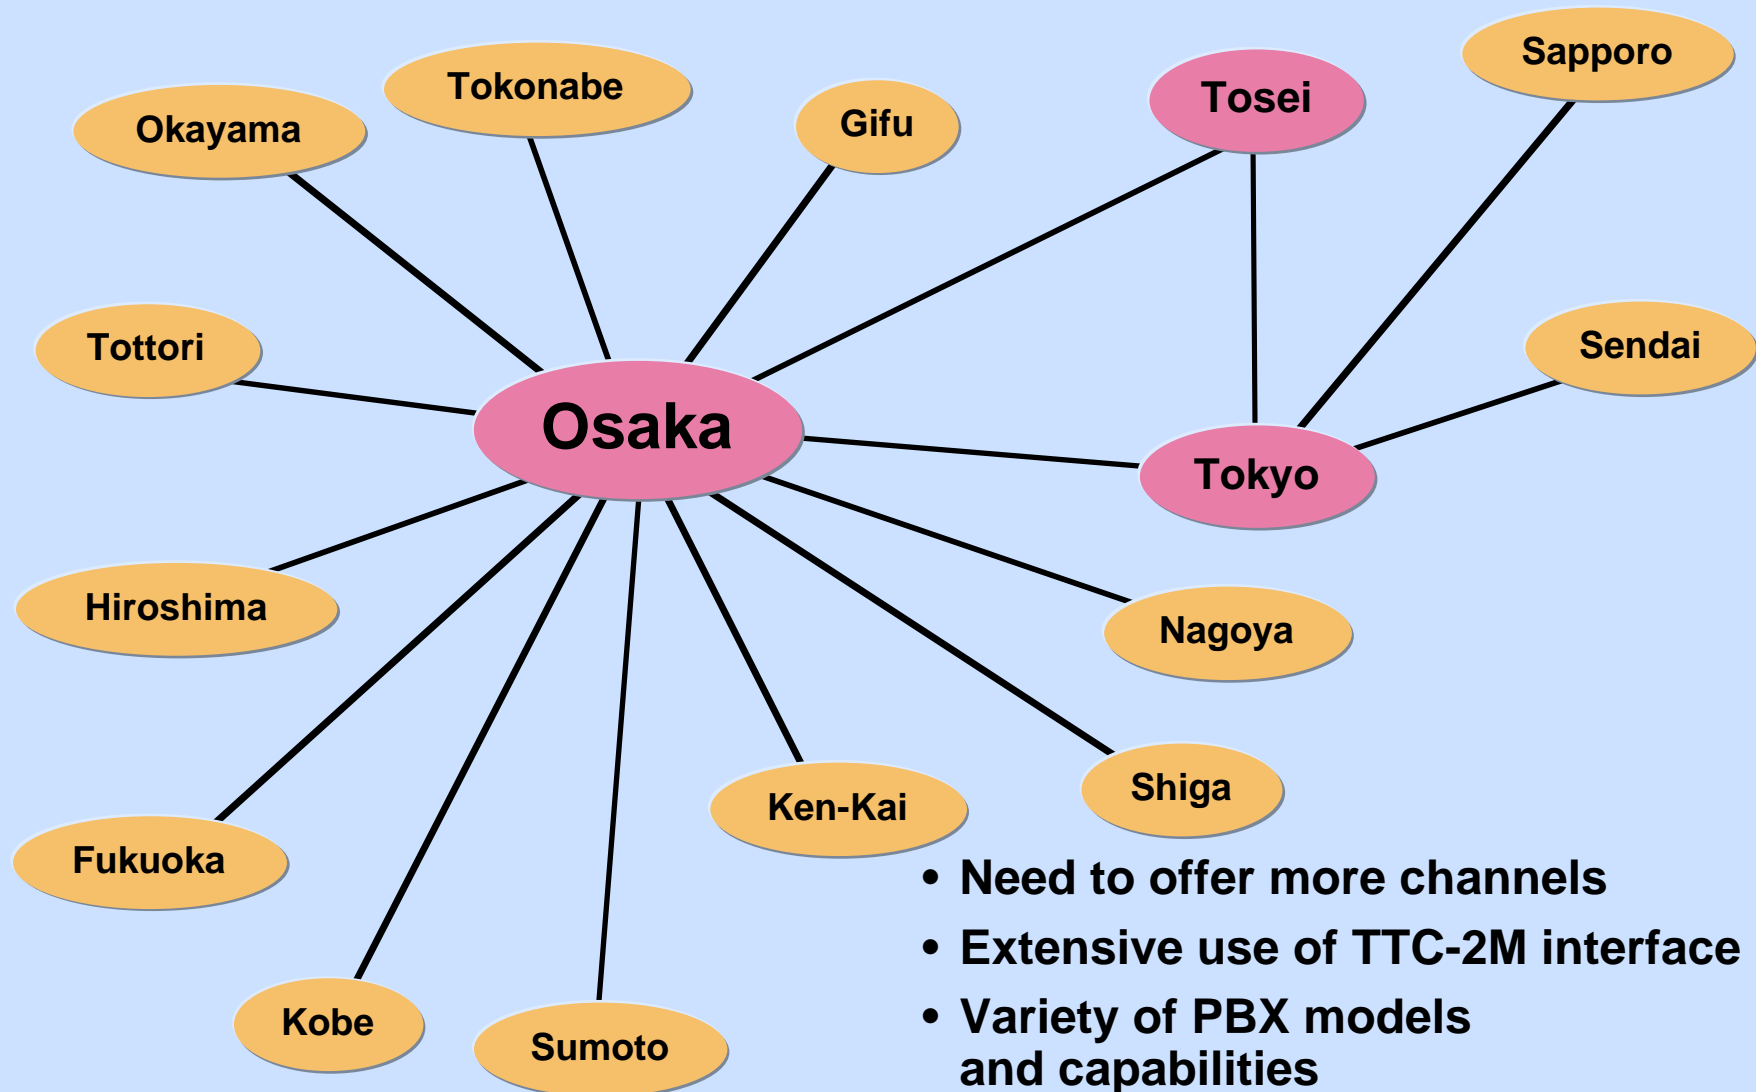 Sapporo
Tokonabe
Tosei
Gifu
Okayama
Tottori
Sendai
Osaka
Tokyo
Hiroshima
Nagoya
Shiga
Ken-Kai
Fukuoka
Kobe
Sumoto
• Need to offer more channels
• Extensive use of TTC-2M interface
• Variety of PBX models
and capabilities